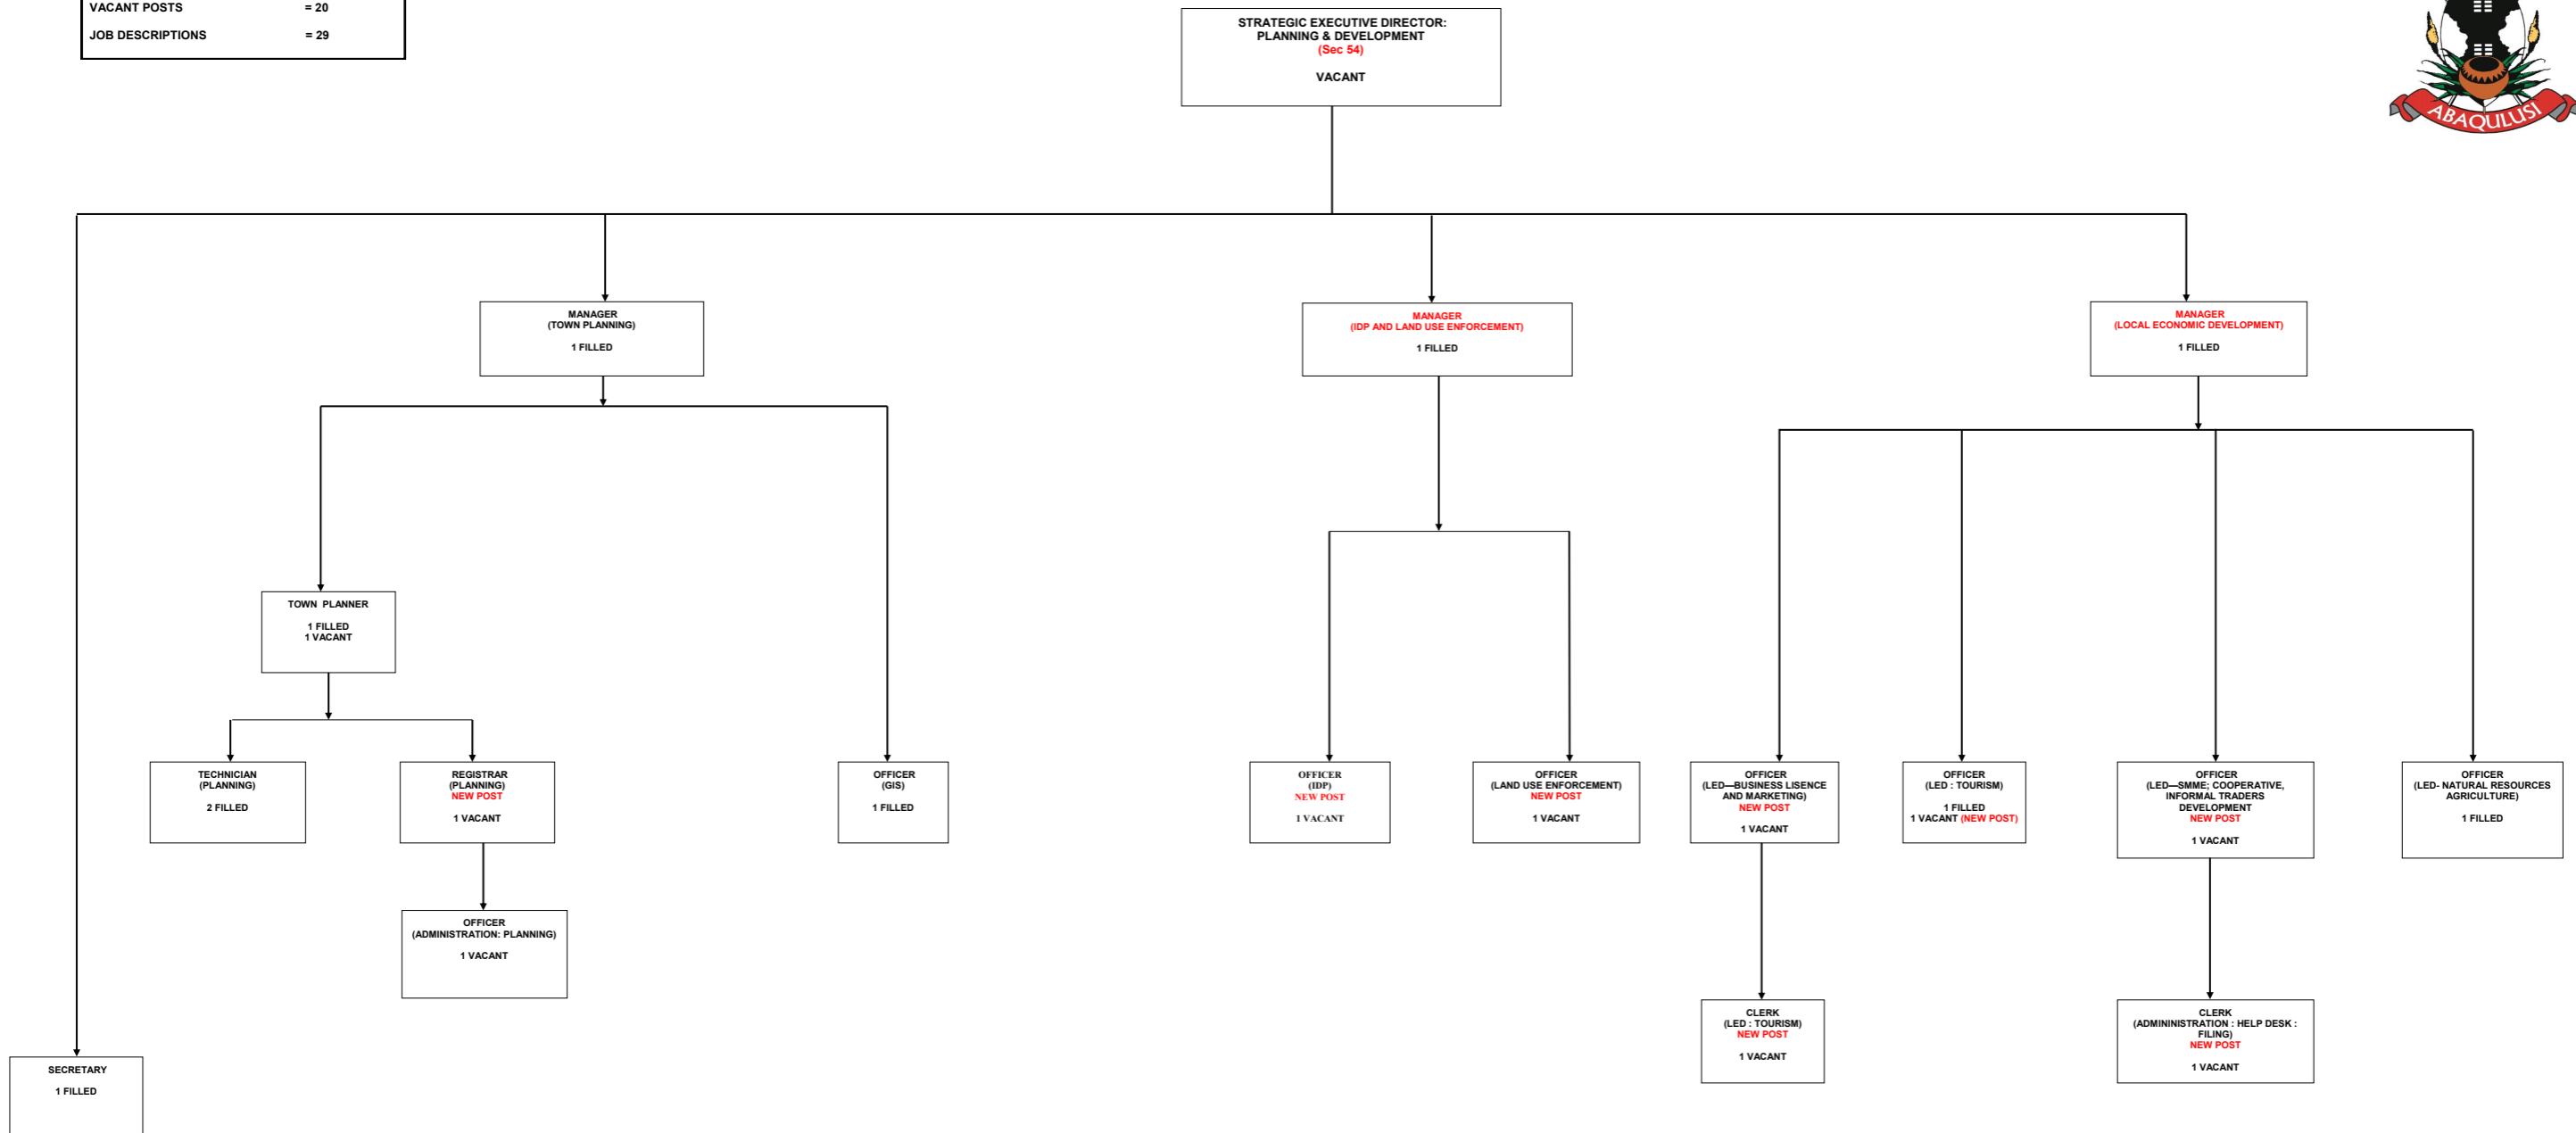 VACANT POSTS = 20
JOB DESCRIPTIONS = 29
STRATEGIC EXECUTIVE DIRECTOR:
PLANNING & DEVELOPMENT
(Sec 54)
VACANT
ABAQULUSI
MANAGER
(TOWN PLANNING)
1 FILLED
MANAGER
(IDP AND LAND USE ENFORCEMENT)
1 FILLED
MANAGER
(LOCAL ECONOMIC DEVELOPMENT)
1 FILLED
TOWN PLANNER
1 FILLED
1 VACANT
TECHNICIAN
(PLANNING)
2 FILLED
REGISTRAR
(PLANNING)
NEW POST
1 VACANT
OFFICER
(GIS)
1 FILLED
OFFICER
(IDP)
NEW POST
1 VACANT
OFFICER
(LAND USE ENFORCEMENT)
NEW POST
1 VACANT
OFFICER
(LED—BUSINESS LISENCE
AND MARKETING)
NEW POST
1 VACANT
OFFICER
(LED : TOURISM)
1 FILLED
1 VACANT (NEW POST)
OFFICER
(LED—SMME; COOPERATIVE,
INFORMAL TRADERS
DEVELOPMENT
NEW POST
1 VACANT
OFFICER
(LED- NATURAL RESOURCES
AGRICULTURE)
1 FILLED
OFFICER
(ADMINISTRATION: PLANNING)
1 VACANT
CLERK
(LED : TOURISM)
NEW POST
1 VACANT
CLERK
(ADMININISTRATION : HELP DESK :
FILING)
NEW POST
1 VACANT
SECRETARY
1 FILLED